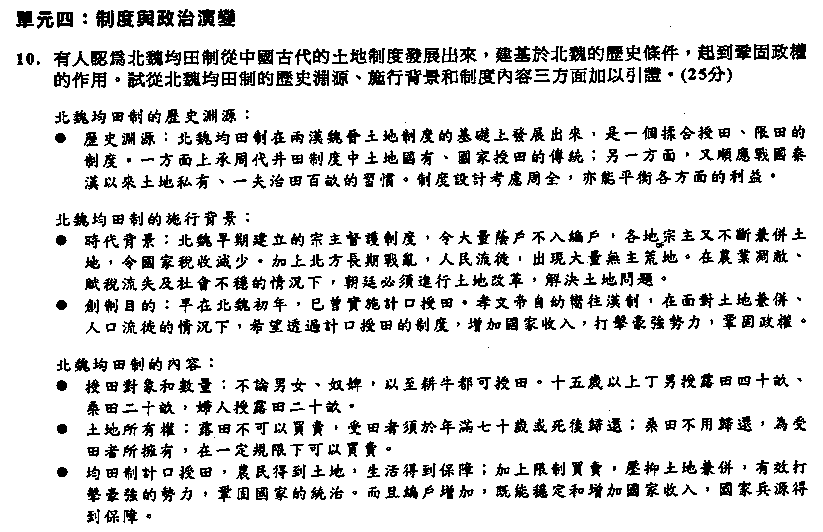 單元四：制度與政治演變
10. 有人認為北魏均田制從中國古代的土地制度發展出來，建基於北魏的歷史條件，起到鞏固政權
的作用。試從北魏均田制的歷史淵源、施行背景和制度內容三方面加以引證。(25分)
北魏均田制的歷史淵源：
● 歷史淵源：北魏均田制在兩漢魏晉土地制度的基礎上發展出來，是一個揉合授田、限田的
制度。一方面上承周代井田制度中土地國有、國家授田的傳統；另一方面，又順應戰國秦
漢以來土地私有、一夫治田百畝的習慣。制度設計考慮周全，亦能平衡各方面的利益。
北魏均田制的施行背景：
● 時代背景：北魏早期建立的宗主督護制度，令大量蔭戶不入編戶，各地宗主又不斷兼併土
地，令國家稅收減少。加上北方長期戰亂，人民流徙，出現大量無主荒地。在農業凋敝、
賦稅流失及社會不穩的情況下，朝廷必須進行土地改革，解決土地問題。
● 創制目的：早在北魏初年，已曾實施計口授田。孝文帝自幼嚮往漢制，在面對土地兼併、
人口流徙的情況下，希望透過計口授田的制度，增加國家收入，打擊豪強勢力，鞏固政權。
北魏均田制的內容：
● 授田對象和數量：不論男女、奴婢，以至耕牛都可授田。十五歲以上丁男授露田四十畝、
桑田二十畝，婦人授露田二十畝。
● 土地所有權：露田不可以買賣，受田者須於年滿七十歲或死後歸還；桑田不用歸還，為受
田者所擁有，在一定規限下可以買賣。
● 均田制計口授田，農民得到土地，生活得到保障；加上限制買賣，壓抑土地兼併，有效打
擊豪強的勢力，鞏固國家的統治。而且編戶增加，既能穩定和增加國家收入，國家兵源得
到保障。